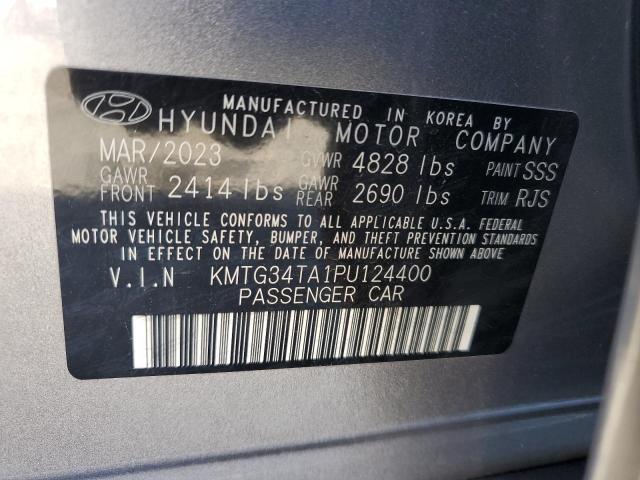 MANUFACTURED IN KOREA BY
HYUNDAI MOTOR COMPANY
MAR/2023 GVWR 4828 lbs PAINT SSS
GAWR FRONT 2414 lbs GAWR REAR 2690 lbs TRIM RJS
THIS VEHICLE CONFORMS TO ALL APPLICABLE U.S.A. FEDERAL
MOTOR VEHICLE SAFETY, BUMPER, AND THEFT PREVENTION STANDARDS
IN EFFECT ON THE DATE OF MANUFACTURE SHOWN ABOVE.
V.I.N KMTG34TA1PU124400
PASSENGER CAR